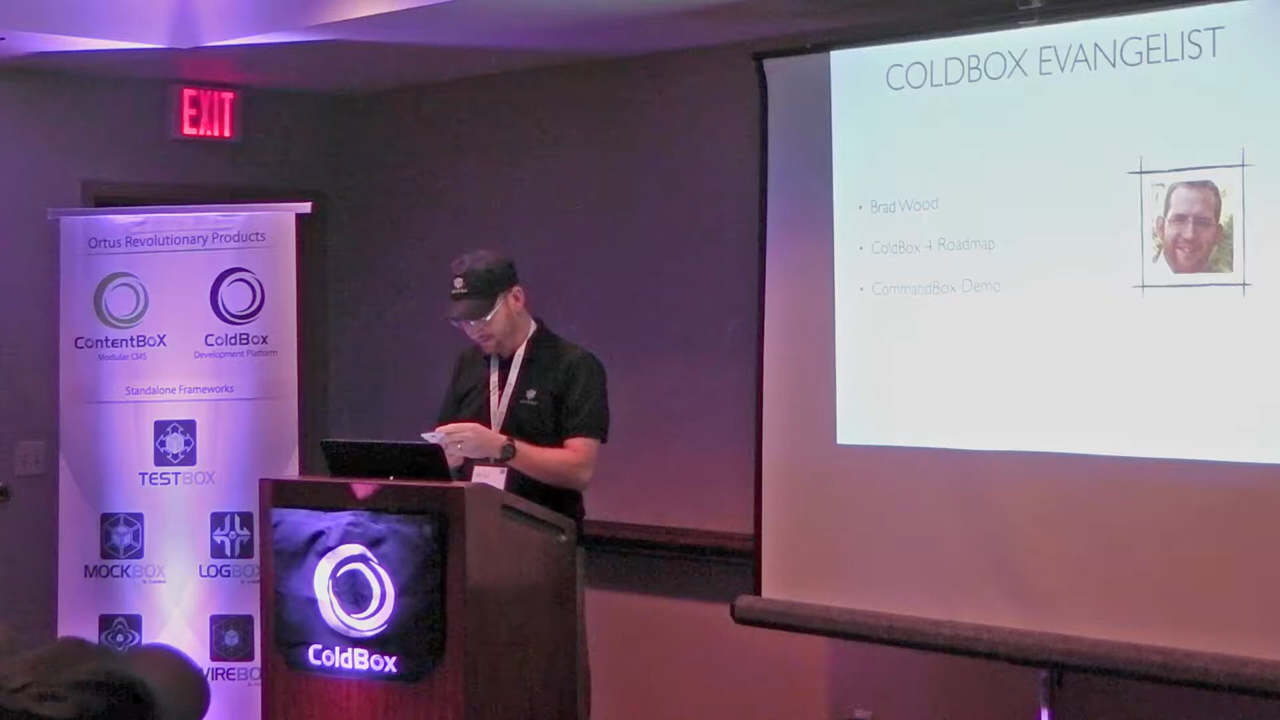 EXIT
Ortus Revolutionary Products
ContentBox
Modular CMS
ColdBox
Development Platform
Standalone Frameworks
TESTBOX
MOCKBOX
LOGBOX
WIREBO
ColdBox
COLDBOX EVANGELIST
• Brad Wood
• ColdBox 4 Roadmap
• CommandBox Demo